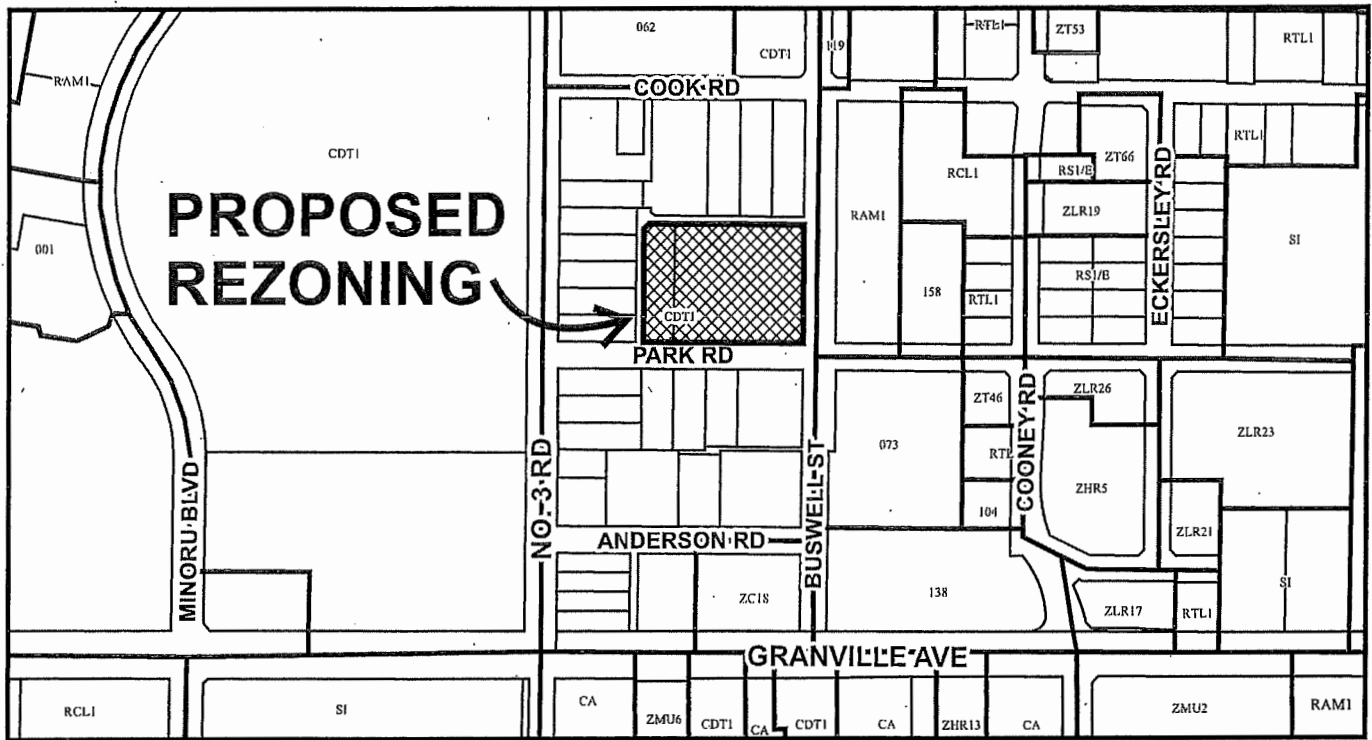 062
CDT1
119
RTL1
ZT53
RTL1
RAM1
COOK RD
CDT1
RCL1
ZT66
RTL1
RS1/E
ECKERSLEY RD
PROPOSED
REZONING
RAM1
ZLR19
SI
001
158
RS1/E
RTL1
CDT1
PARK RD
ZT46
ZLR26
073
ZLR23
RTL
COONEY RD
MINORU BLVD
NO. 3 RD
BUSWELL ST
ZHR5
104
ZLR21
ANDERSON RD
ZC18
138
ZLR17
RTL1
SI
GRANVILLE AVE
RCL1
SI
CA
ZMU6
CDT1
CA
CDT1
CA
ZHR13
CA
ZMU2
RAM1